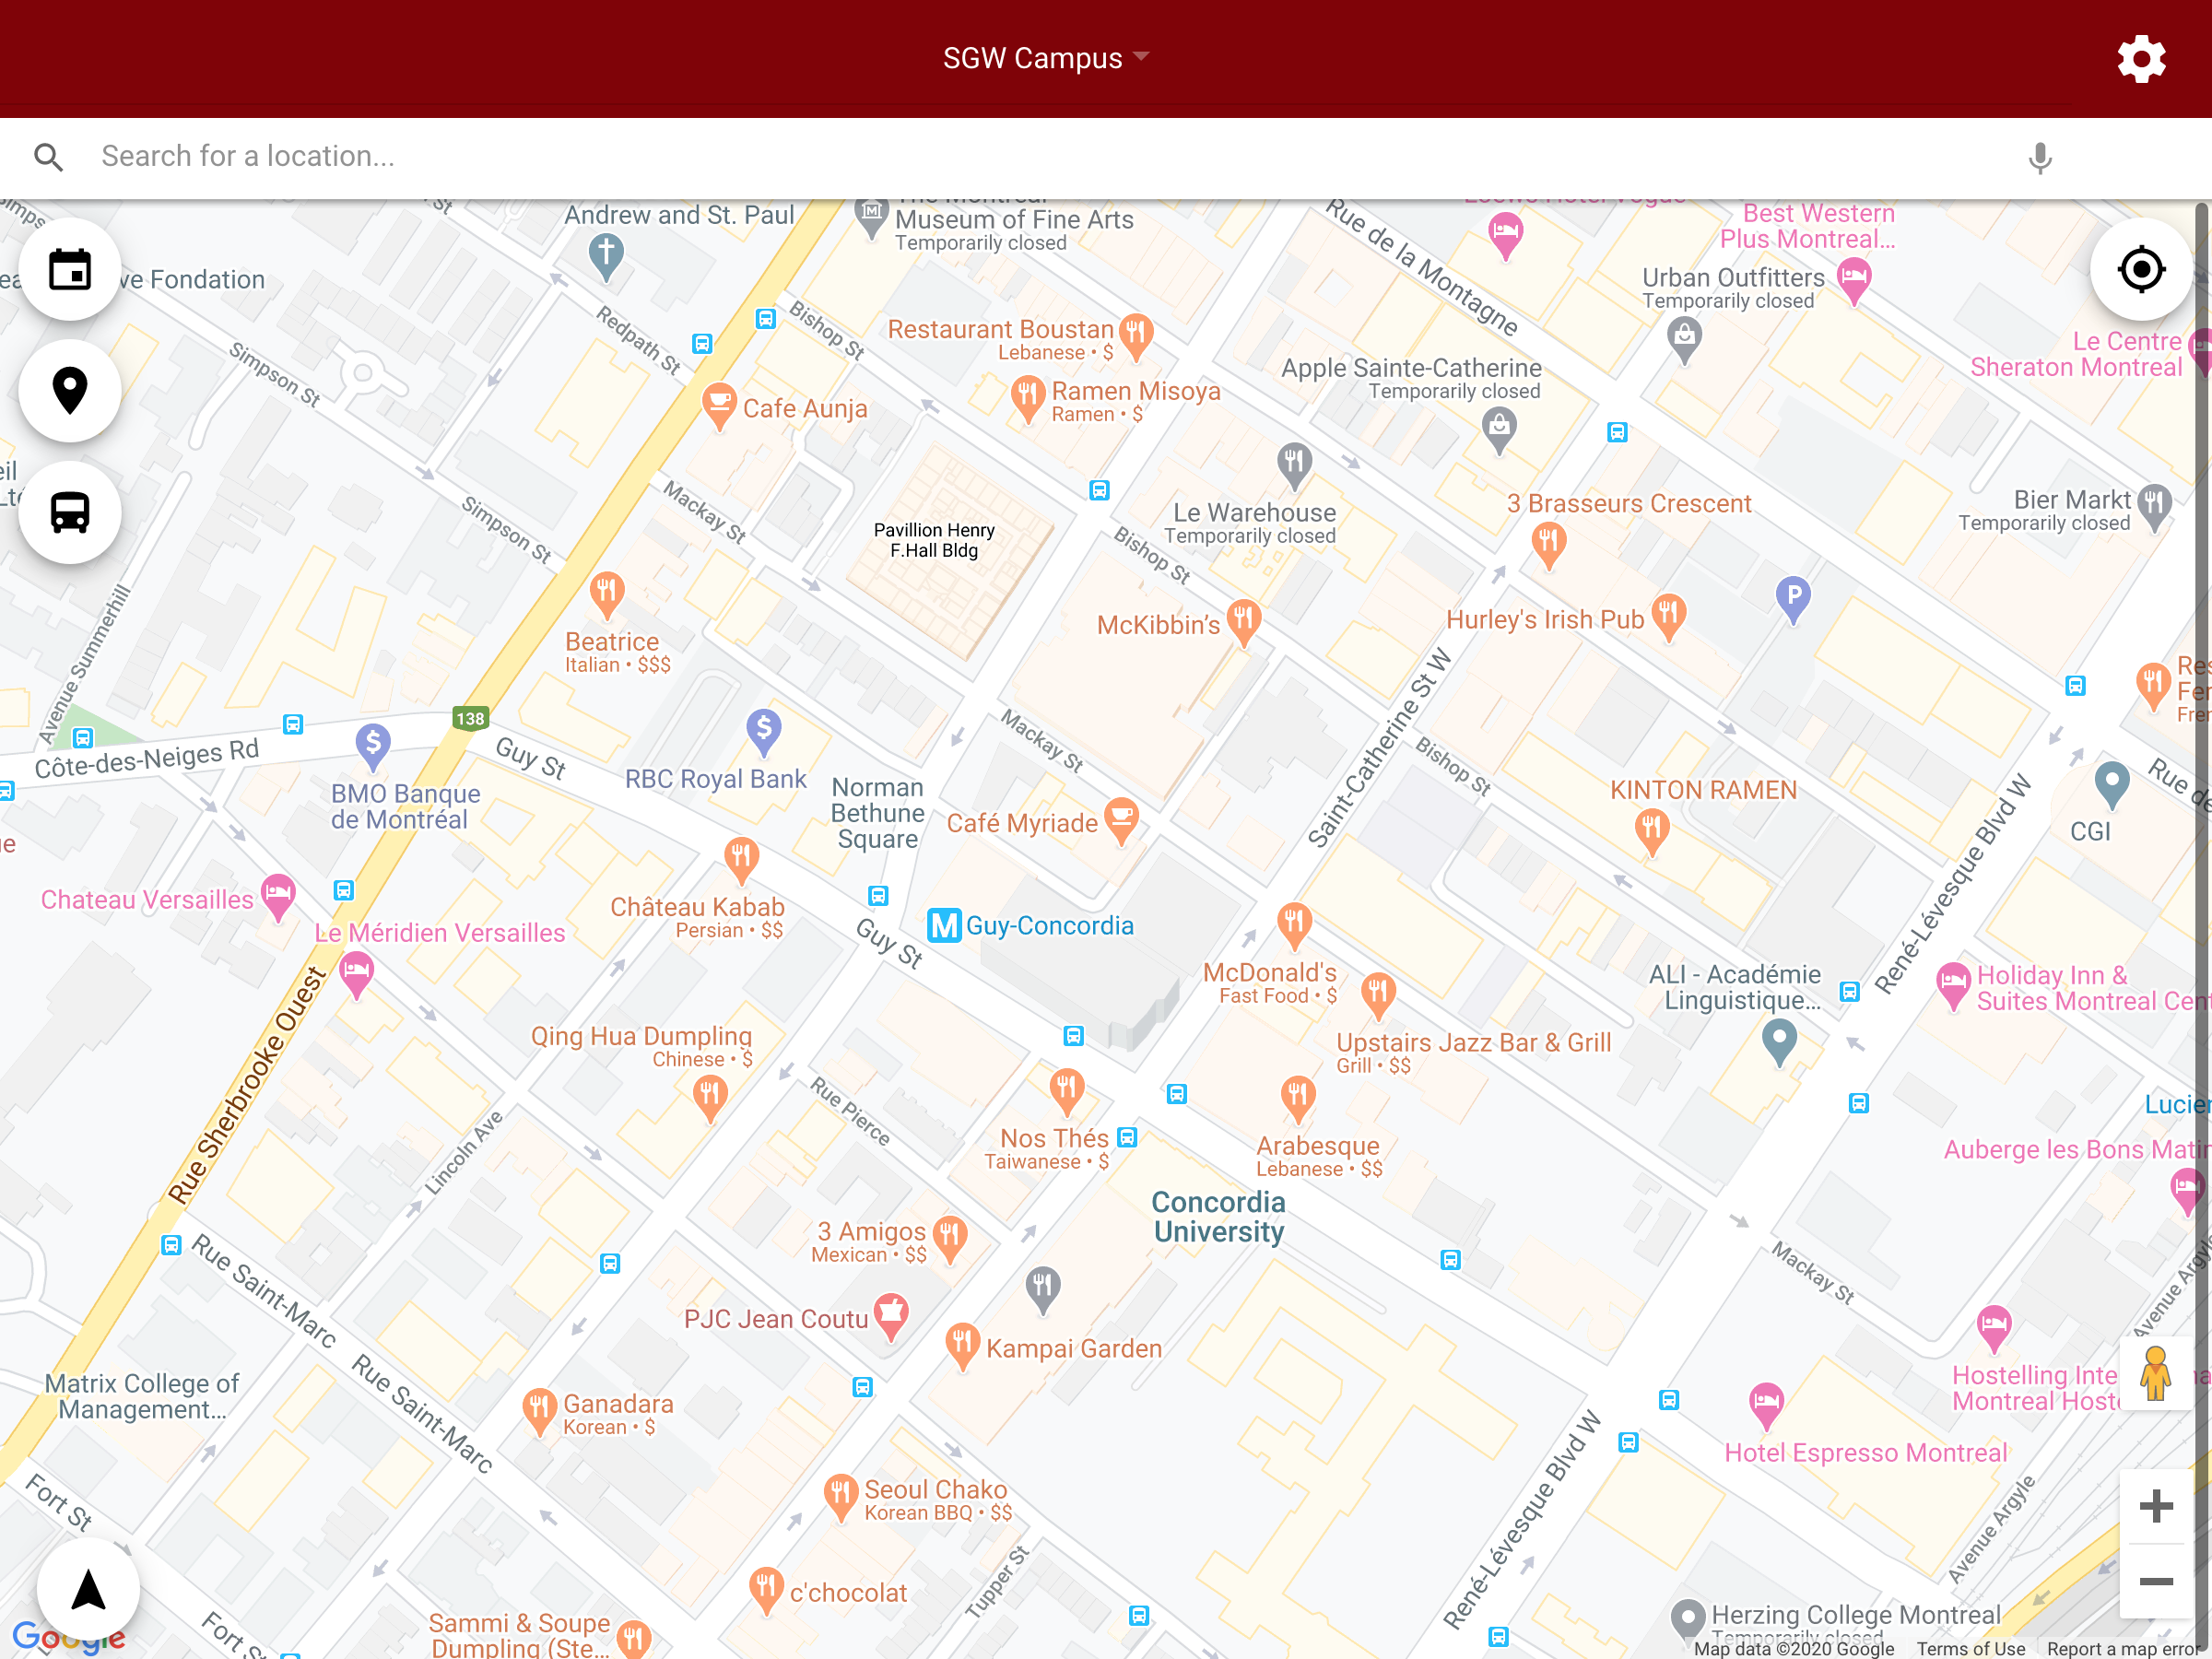 SGW Campus
Search for a location...
Andrew and St. Paul
Museum of Fine Arts
Temporarily closed
Rue de la Montagne
Best Western
Plus Montreal...
Urban Outfitters
Temporarily closed
ve Fondation
Redpath St
Bishop St
Restaurant Boustan
Lebanese • $
Le Centre
Sheraton Montreal
Simpson St
Apple Sainte-Catherine
Temporarily closed
Ramen Misoya
Ramen • $
Cafe Aunja
Mackay St
Simpson St
Pavillion Henry
F.Hall Bldg
Le Warehouse
Temporarily closed
3 Brasseurs Crescent
Bier Markt
Temporarily closed
Bishop St
P
Avenue Summerhill
Beatrice
Italian • $$$
McKibbin's
Hurley's Irish Pub
Saint-Catherine St W
138
Côte-des-Neiges Rd
Guy St
Mackay St
Bishop St
RBC Royal Bank
BMO Banque
de Montréal
Norman
Bethune
Square
Café Myriade
KINTON RAMEN
CGI
René-Lévesque Blvd W
Chateau Versailles
Le Méridien Versailles
Château Kabab
Persian • $$
Guy St
M Guy-Concordia
McDonald's
Fast Food • $
ALI - Académie
Linguistique...
Holiday Inn &
Suites Montreal Cent
Rue Sherbrooke Ouest
Qing Hua Dumpling
Chinese • $
Upstairs Jazz Bar & Grill
Grill • $$
Rue Pierce
Lincoln Ave
Nos Thés
Taiwanese • $
Arabesque
Lebanese • $$
Lucien
Auberge les Bons Matin
Concordia
University
3 Amigos
Mexican • $$
Rue Saint-Marc
Mackay St
Avenue Argyle
PJC Jean Coutu
Kampai Garden
Matrix College of
Management...
Rue Saint-Marc
Ganadara
Korean • $
Hostelling Inte
Montreal Hoste
Hotel Espresso Montreal
René-Lévesque Blvd W
Fort St
Seoul Chako
Korean BBQ • $$
Avenue Argyle
Tupper St
c'chocolat
Fort St
Sammi & Soupe
Dumpling (Ste...
Herzing College Montreal
Temporarily closed
Google
Map data ©2020 Google
Terms of Use
Report a map error